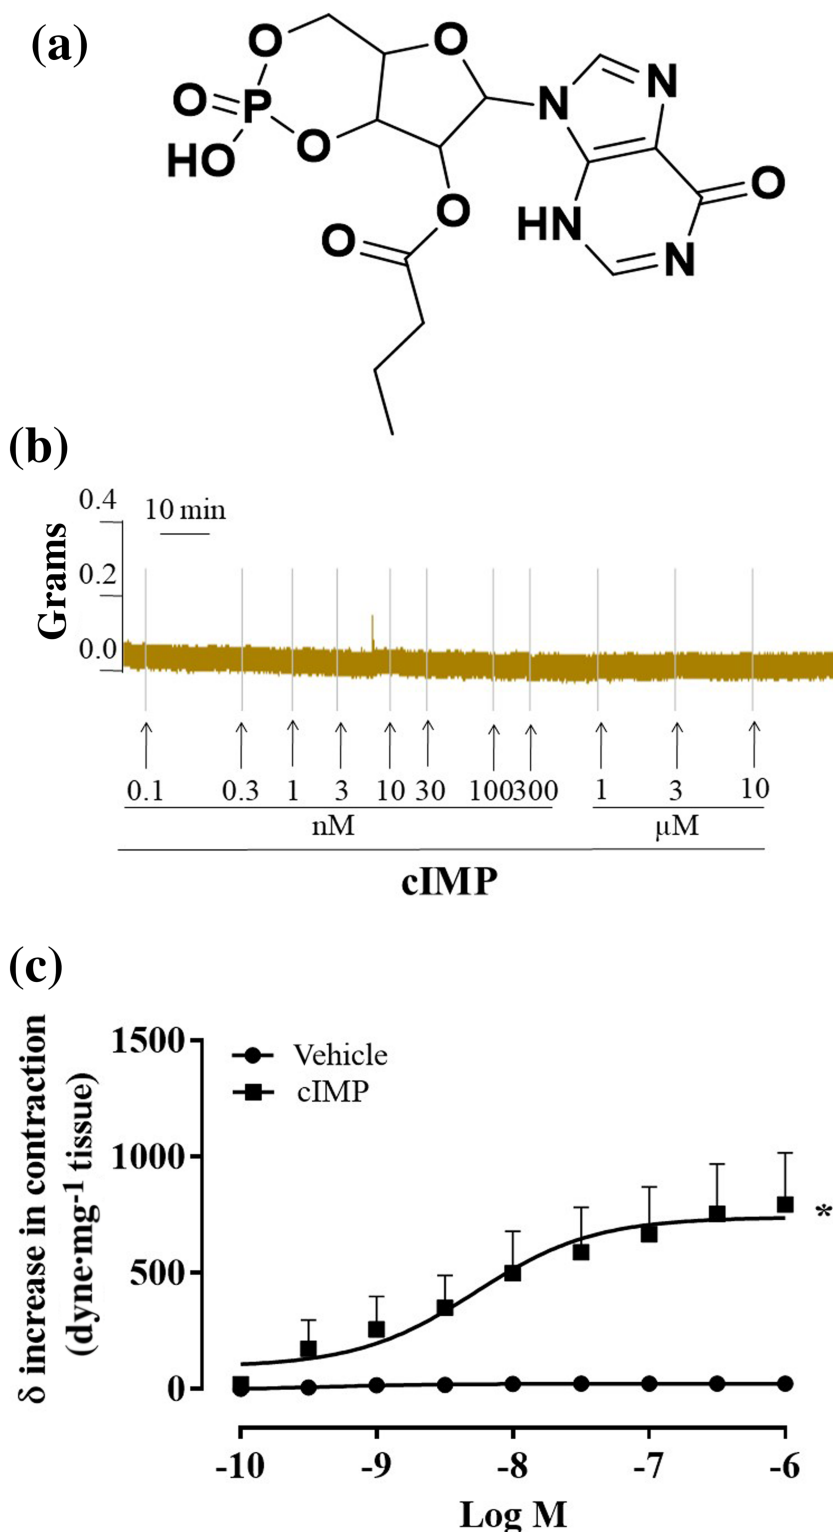 (a)
O
O
O
N
N
O=P
HO
O
O
O
HN
N
O
(b)
Grams
0.4
0.2
0.0
10 min
0.1 0.3 1 3 10 30 100 300 1 3 10
nM µM
cIMP
(c)
δ increase in contraction
(dyne·mg-1 tissue)
1500
1000
500
0
Vehicle
cIMP
*
-10 -9 -8 -7 -6
Log M